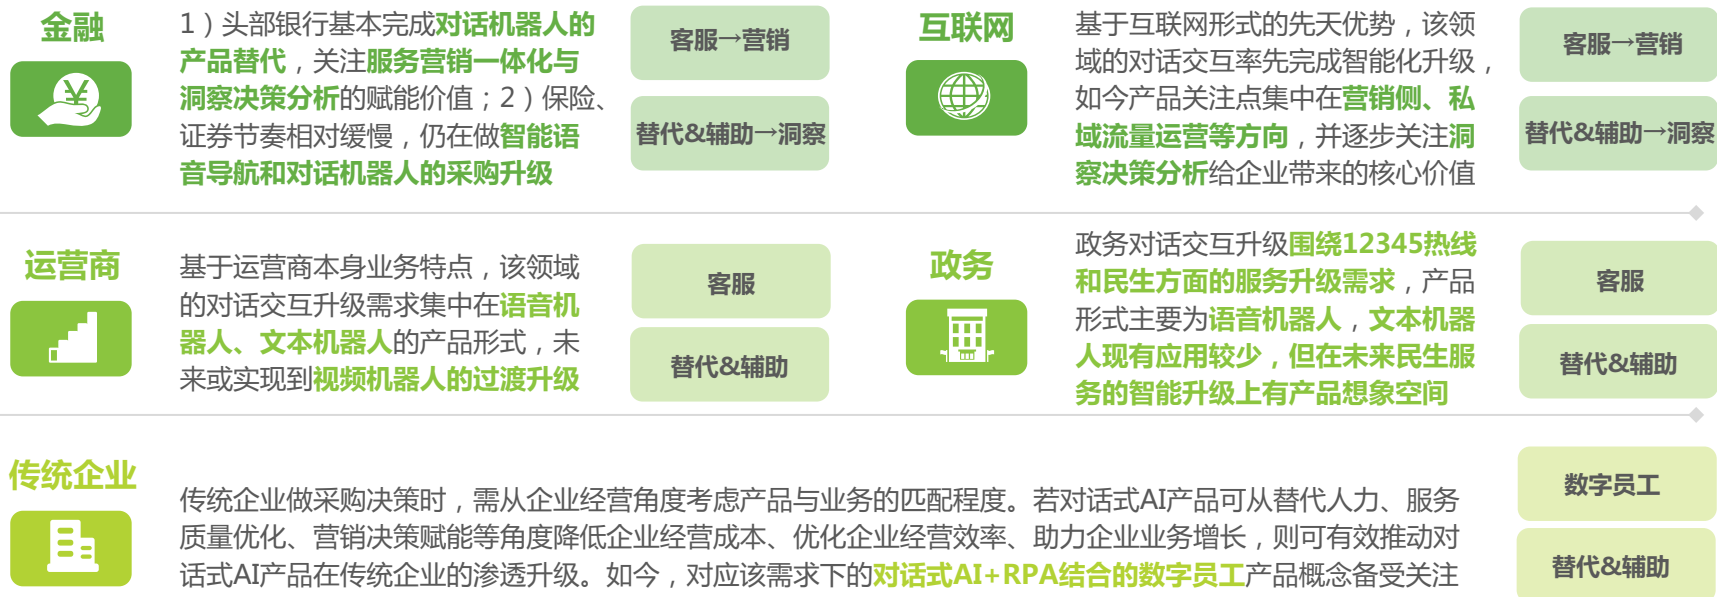 金融
1）头部银行基本完成对话机器人的
产品替代，关注服务营销一体化与
洞察决策分析的赋能价值；2）保险、
证券节奏相对缓慢，仍在做智能语
音导航和对话机器人的采购升级
客服→营销
替代&辅助→洞察
互联网
基于互联网形式的先天优势，该领
域的对话交互率先完成智能化升级，
如今产品关注点集中在营销侧、私
域流量运营等方向，并逐步关注洞
察决策分析给企业带来的核心价值
客服→营销
替代&辅助→洞察
运营商
基于运营商本身业务特点，该领域
的对话交互升级需求集中在语音机
器人、文本机器人的产品形式，未
来或实现到视频机器人的过渡升级
客服
替代&辅助
政务
政务对话交互升级围绕12345热线
和民生方面的服务升级需求，产品
形式主要为语音机器人，文本机器
人现有应用较少，但在未来民生服
务的智能升级上有产品想象空间
客服
替代&辅助
传统企业
传统企业做采购决策时，需从企业经营角度考虑产品与业务的匹配程度。若对话式AI产品可从替代人力、服务
质量优化、营销决策赋能等角度降低企业经营成本、优化企业经营效率、助力企业业务增长，则可有效推动对
话式AI产品在传统企业的渗透升级。如今，对应该需求下的对话式AI+RPA结合的数字员工产品概念备受关注
数字员工
替代&辅助